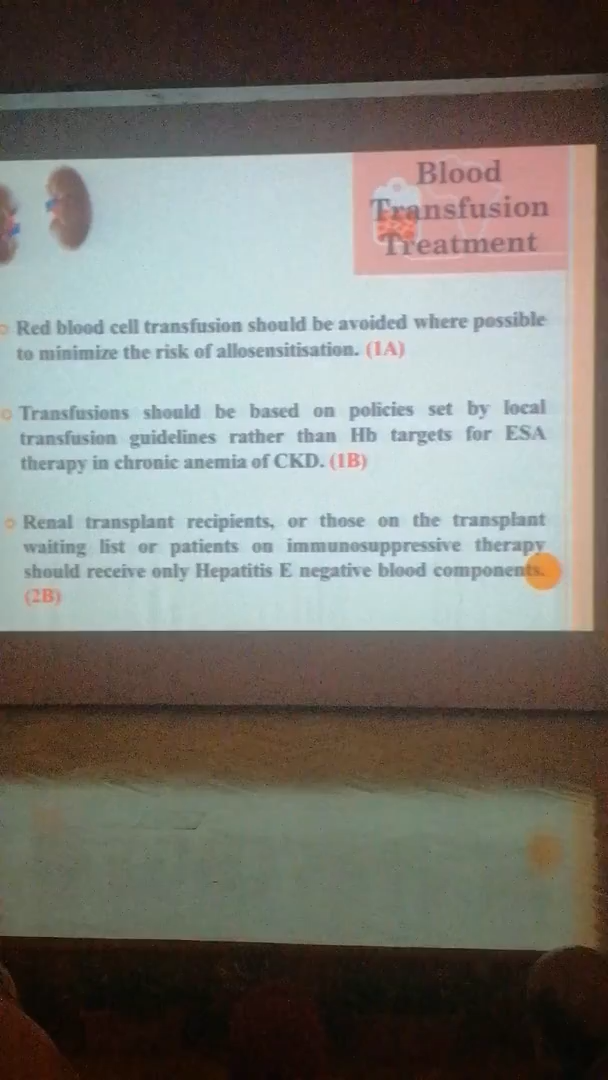 Blood
Transfusion
Treatment
Red blood cell transfusion should be avoided where possible
to minimize the risk of allosensitisation. (1A)
Transfusions should be based on policies set by local
transfusion guidelines rather than Hb targets for ESA
therapy in chronic anemia of CKD. (1B)
Renal transplant recipients, or those on the transplant
waiting list or patients on immunosuppressive therapy
should receive only Hepatitis E negative blood components.
(2B)